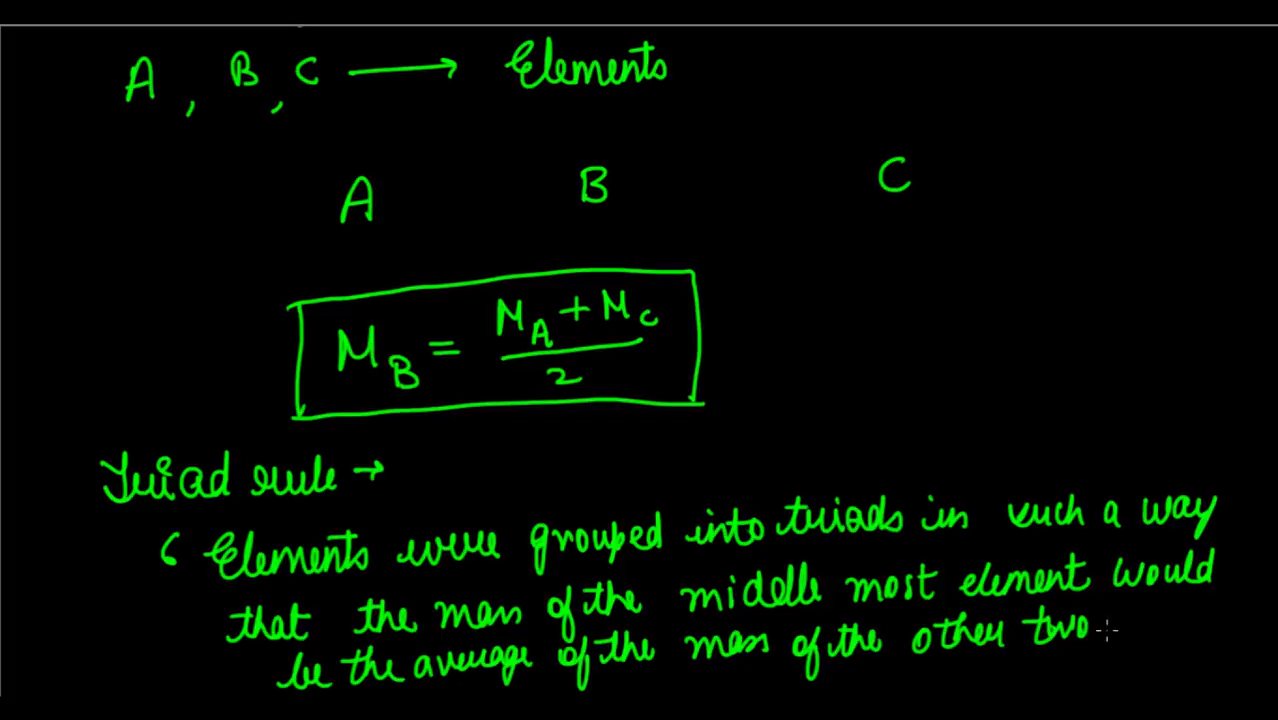 A, B, C ⟶ Elements
A B C
M_B = (M_A + M_C)/2
Triad rule →
‘ Elements were grouped into triads in such a way
that the mass of the middle most element would
be the average of the mass of the other two